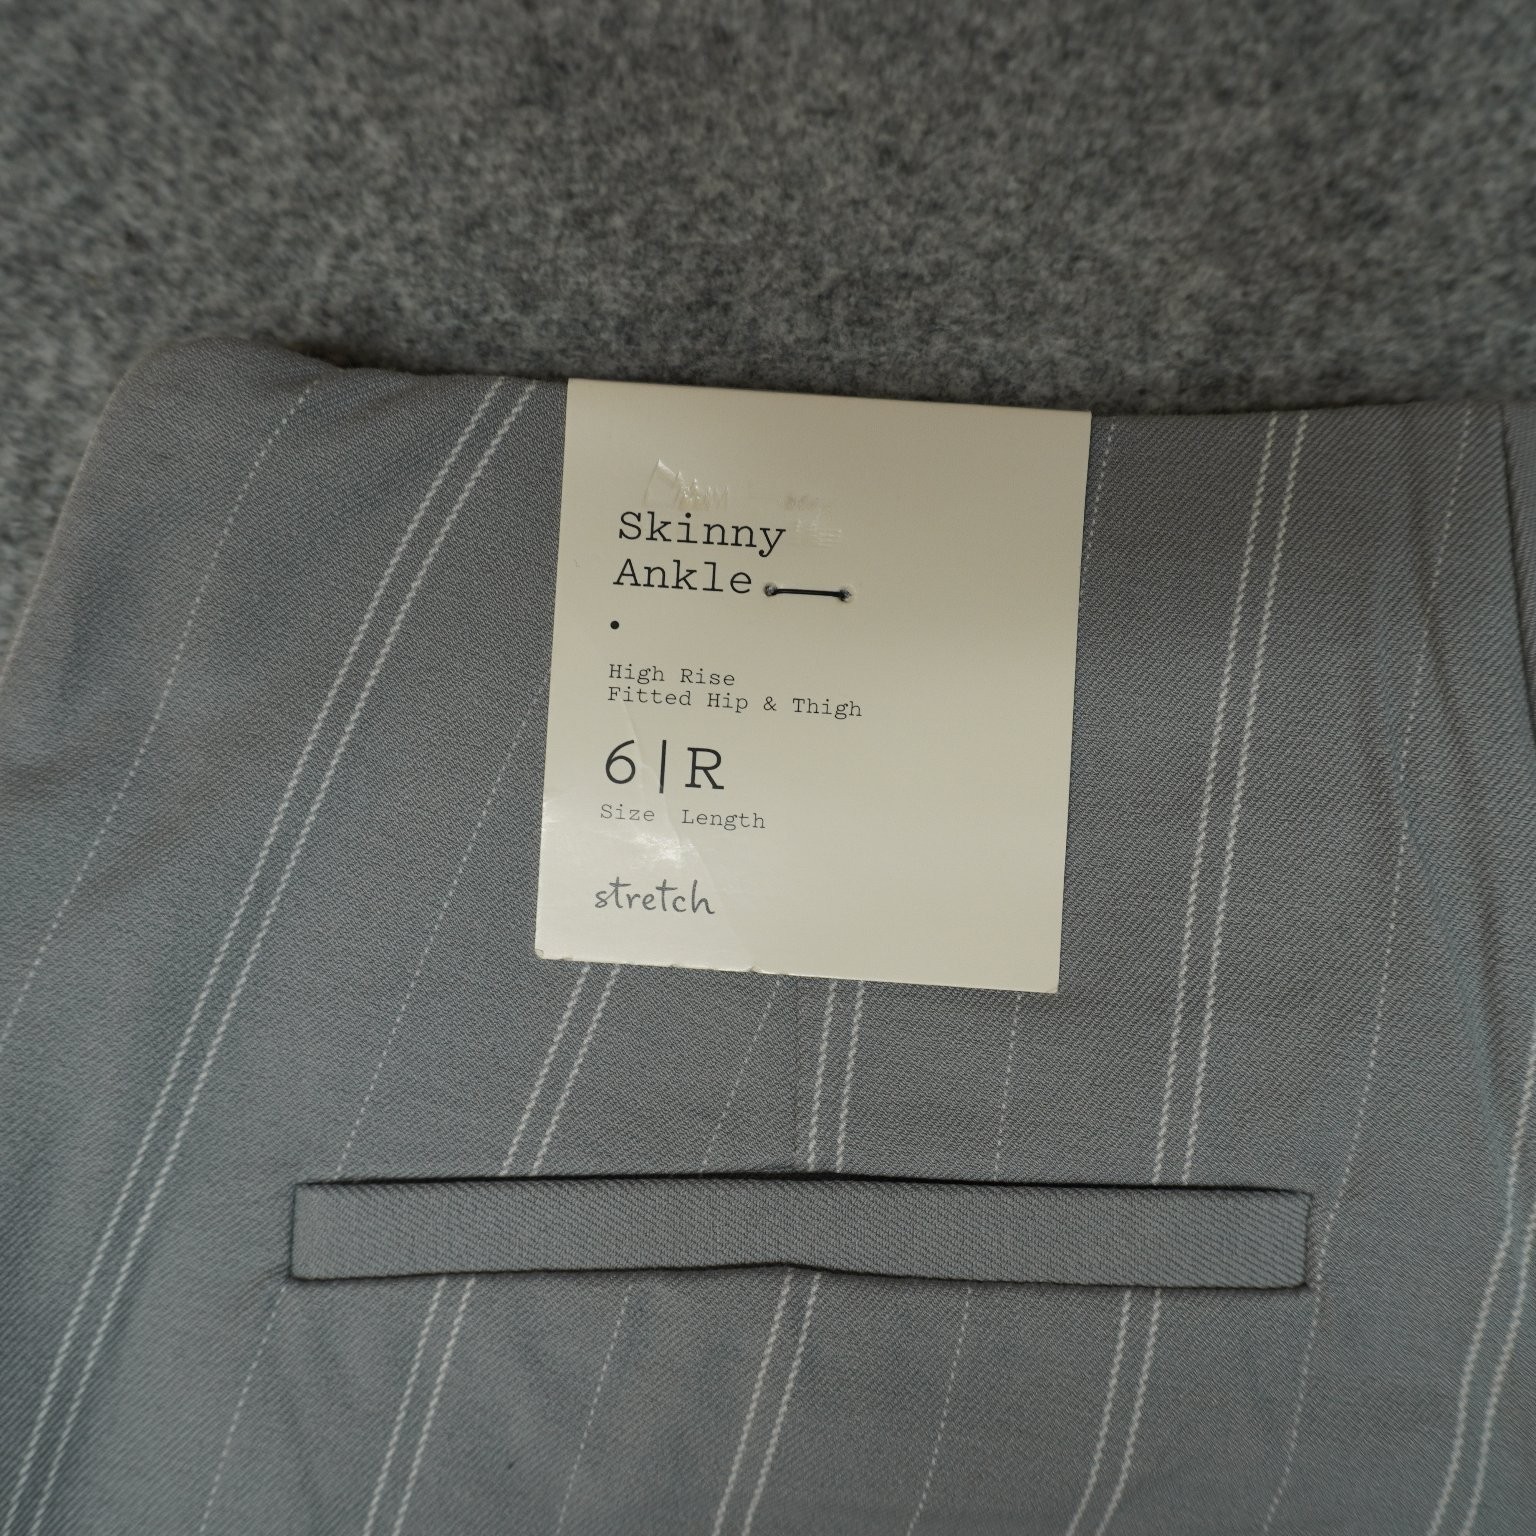 Skinny
Ankle
•
High Rise
Fitted Hip & Thigh
6|R
Size Length
stretch